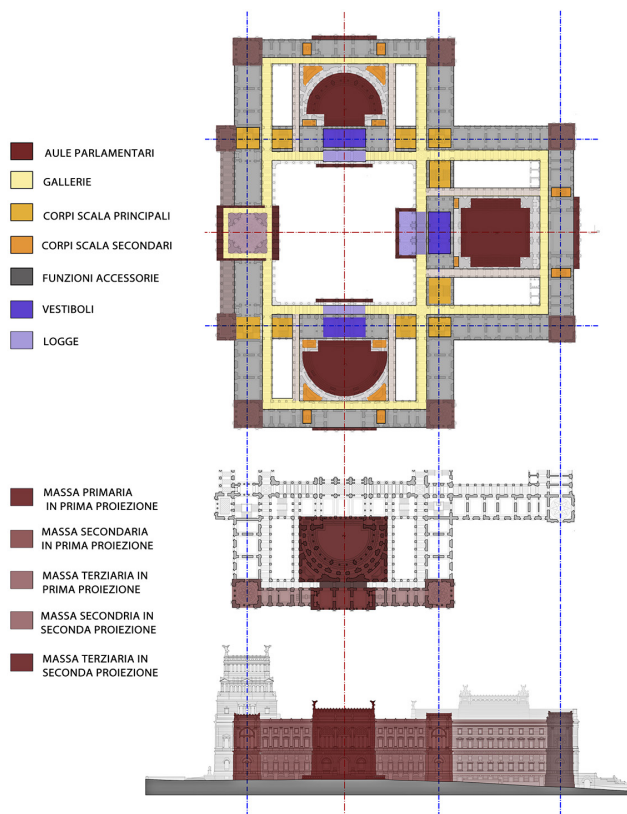 AULE PARLAMENTARI
GALLERIE
CORPI SCALA PRINCIPALI
CORPI SCALA SECONDARI
FUNZIONI ACCESSORIE
VESTIBOLI
LOGGE
MASSA PRIMARIA
IN PRIMA PROIEZIONE
MASSA SECONDARIA
IN PRIMA PROIEZIONE
MASSA TERZIARIA IN
PRIMA PROIEZIONE
MASSA SECONDRIA IN
SECONDA PROIEZIONE
MASSA TERZIARIA IN
SECONDA PROIEZIONE